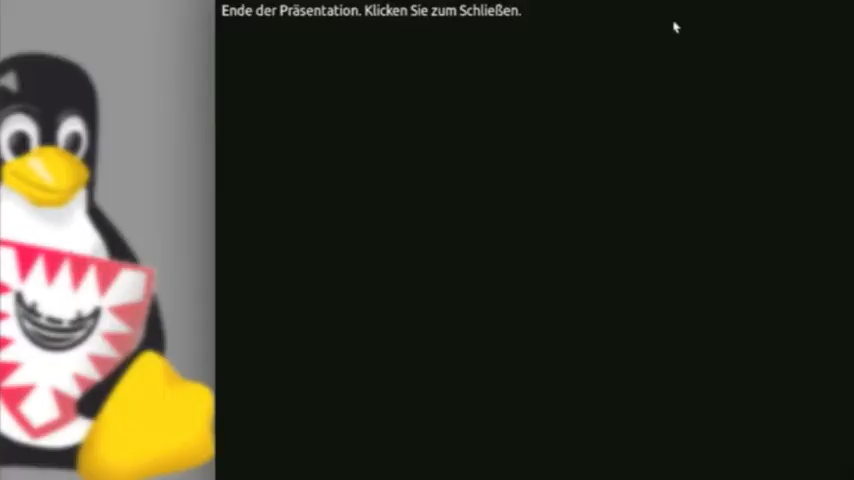 Ende der Präsentation. Klicken Sie zum Schließen.